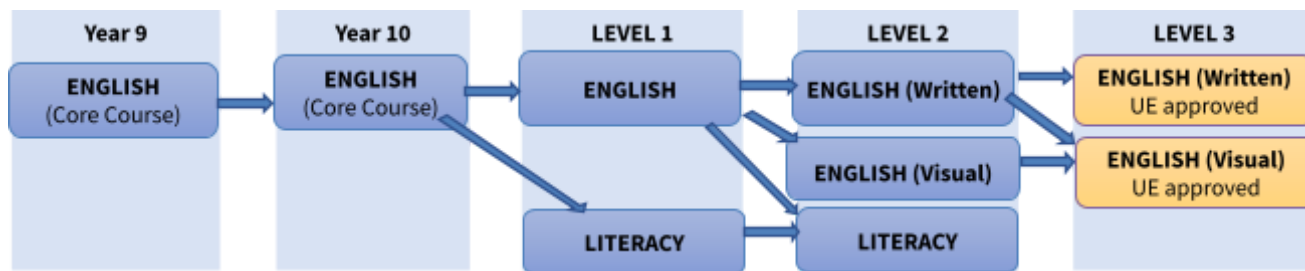 Year 9
Year 10
LEVEL 1
LEVEL 2
LEVEL 3
ENGLISH
(Core Course)
ENGLISH
(Core Course)
ENGLISH
ENGLISH (Written)
ENGLISH (Written)
UE approved
ENGLISH (Visual)
ENGLISH (Visual)
UE approved
LITERACY
LITERACY